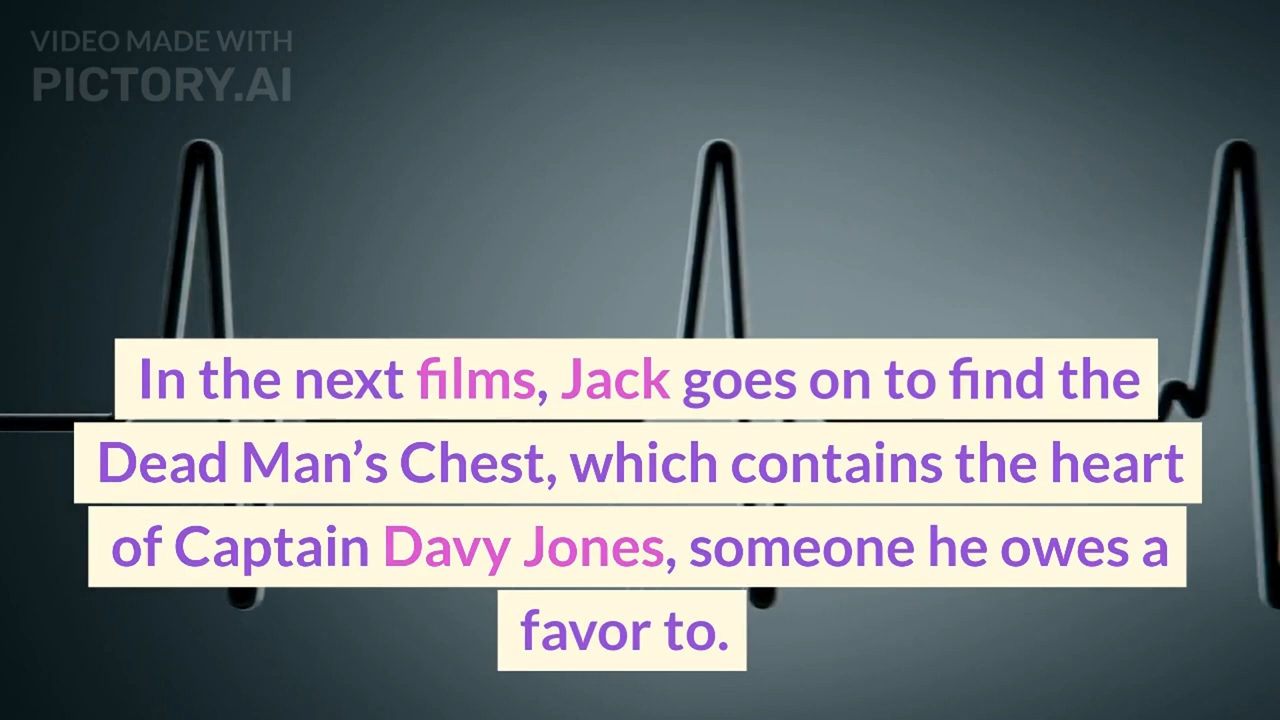 VIDEO MADE WITH
PICTORY.AI
In the next films, Jack goes on to find the
Dead Man’s Chest, which contains the heart
of Captain Davy Jones, someone he owes a
favor to.